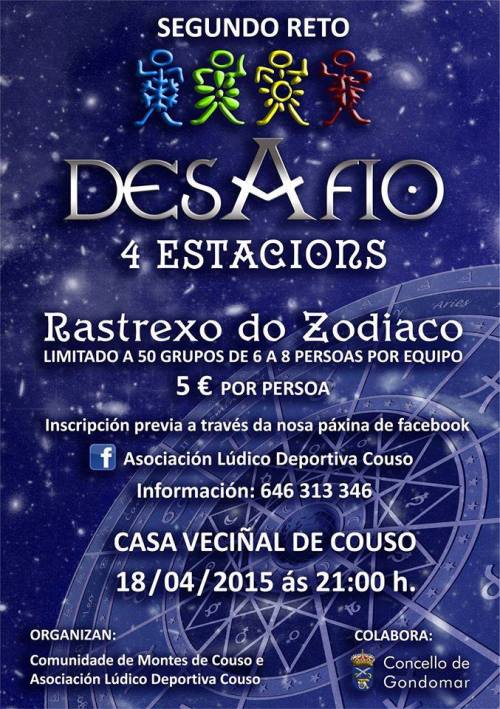 SEGUNDO RETO
DESAFIO
4 ESTACIONS
Aries
Rastrexo do Zodiaco
LIMITADO A 50 GRUPOS DE 6 A 8 PERSOAS POR EQUIPO
5 € POR PERSOA
Inscripción previa a través da nosa páxina de facebook
f Asociación Lúdico Deportiva Couso
Información: 646 313 346
CASA VECIÑAL DE COUSO
18/04/2015 ás 21:00 h.
ORGANIZAN:
Comunidade de Montes de Couso e
Asociación Lúdico Deportiva Couso
COLABORA:
Concello de
Gondomar